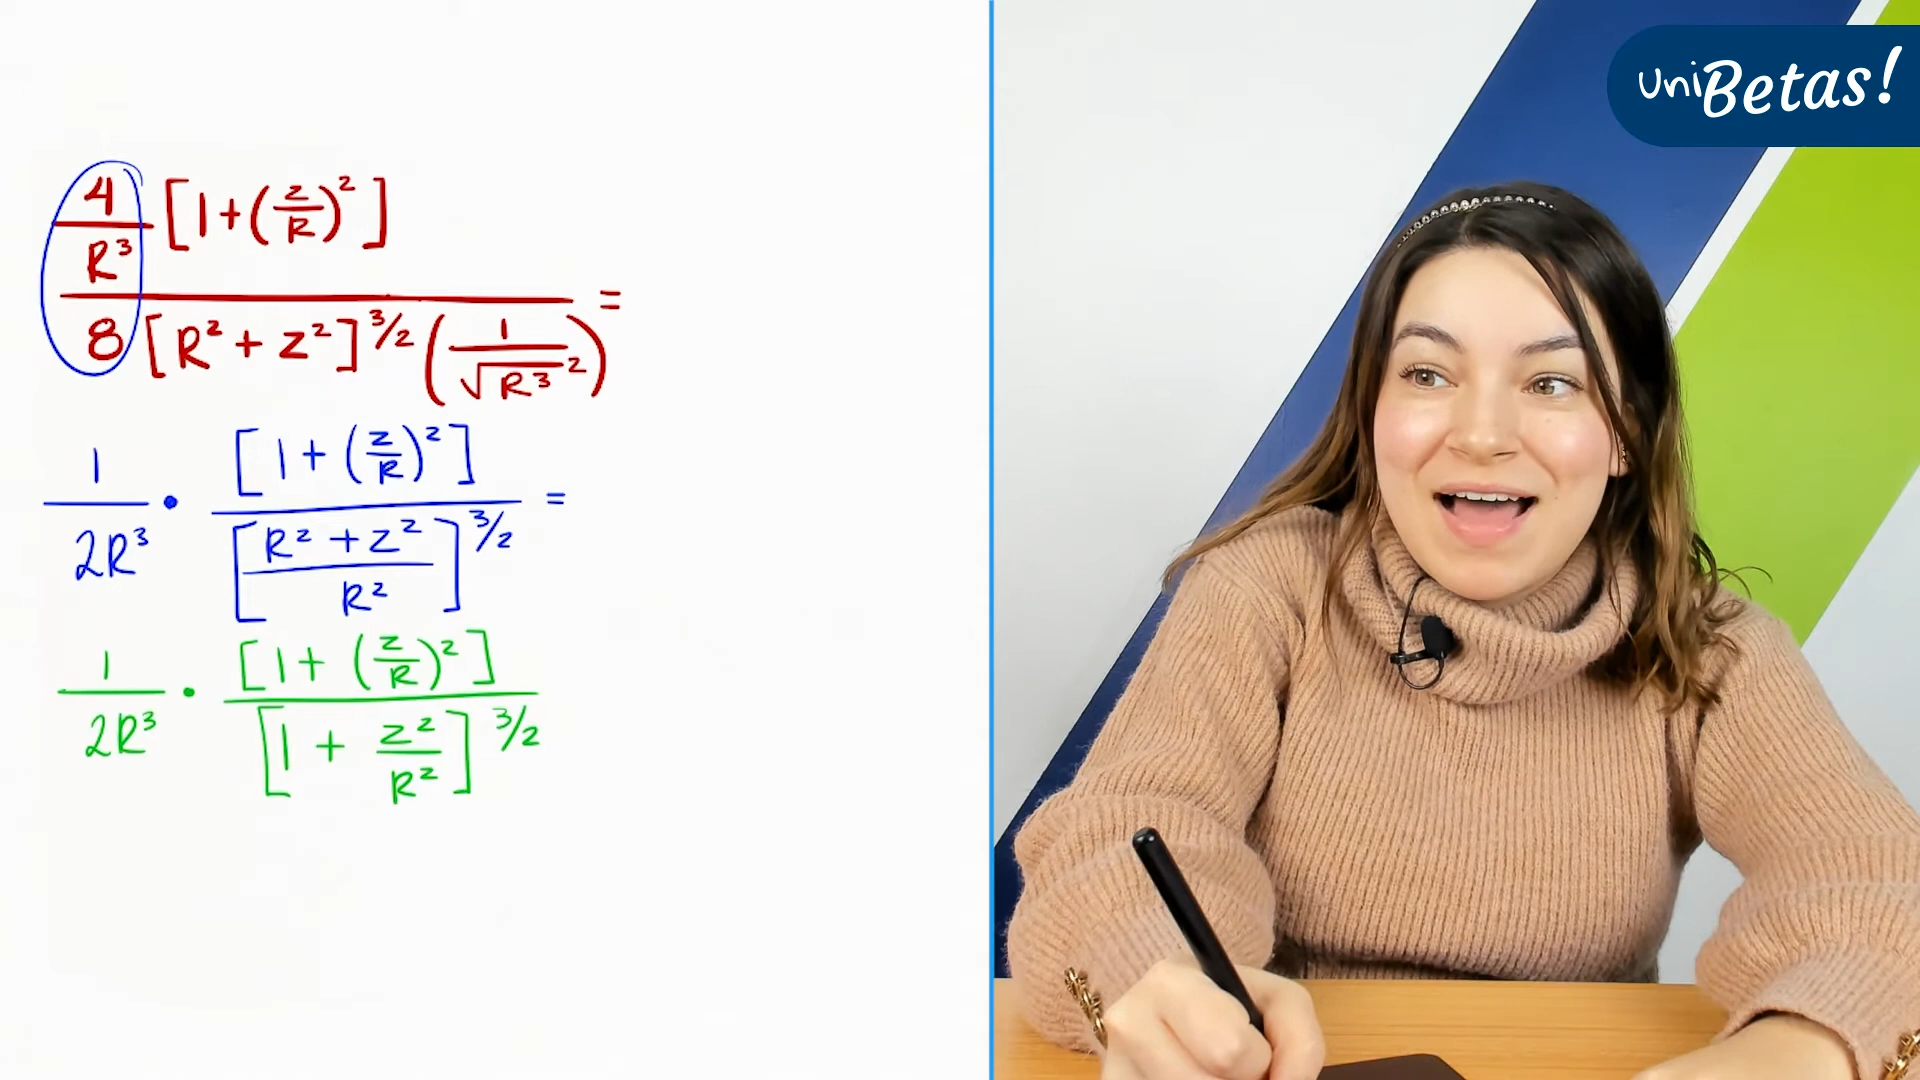 4/R³ [1+(z/R)²]
8 [R² + z²]^3/2 (1/√R³ ²) =
1/2R³ • [1 + (z/R)²] / [R² + z²/R²]^3/2 =
1/2R³ • [1 + (z/R)²] / [1 + z²/R²]^3/2
uniBetas!